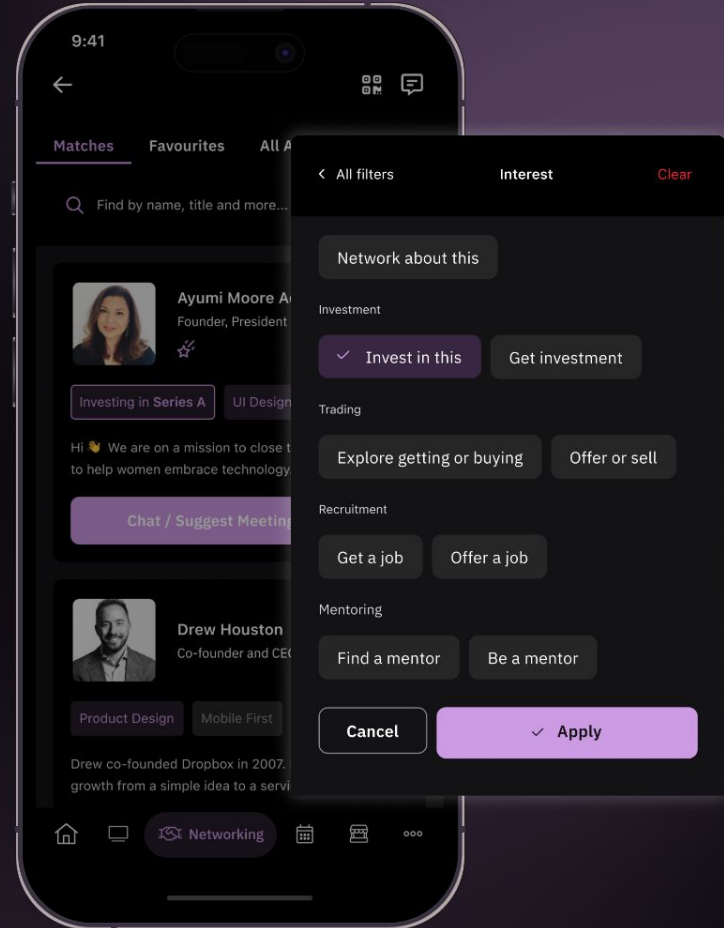 9:41
Matches
Favourites
All A
Find by name, title and more...
Ayumi Moore A
Founder, President
Investing in Series A
UI Design
Hi 👋 We are on a mission to close t
to help women embrace technology.
Chat / Suggest Meeting
Drew Houston
Co-founder and CEO
Product Design
Mobile First
Drew co-founded Dropbox in 2007.
growth from a simple idea to a servi
Networking
All filters
Interest
Clear
Network about this
Investment
Invest in this
Get investment
Trading
Explore getting or buying
Offer or sell
Recruitment
Get a job
Offer a job
Mentoring
Find a mentor
Be a mentor
Cancel
Apply